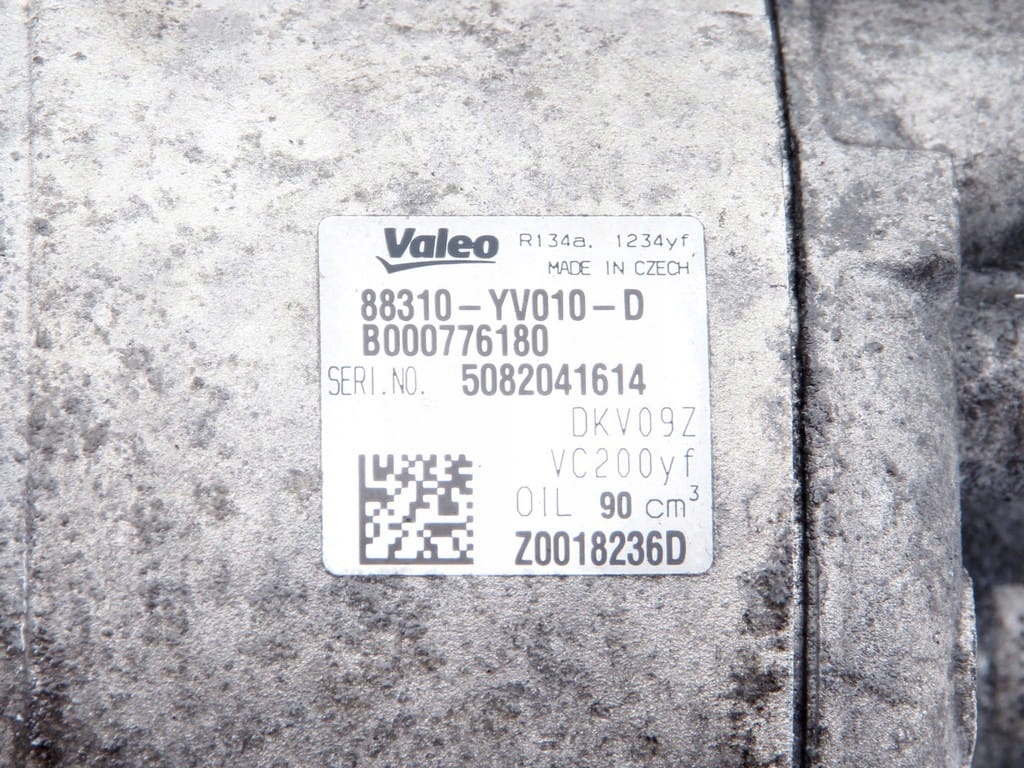 Valeo R134a, 1234yf
MADE IN CZECH
88310-YV010-D
B000776180
SERI.NO. 5082041614
DKV09Z
VC200yf
OIL 90 cm³
Z0018236D